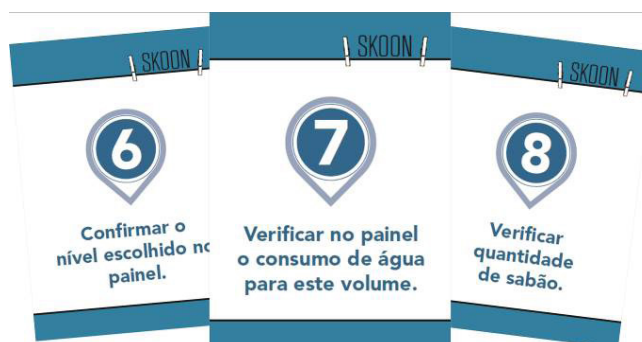 SKOON
6
Confirmar o
nível escolhido no
painel.
SKOON
7
Verificar no painel
o consumo de água
para este volume.
SKOON
8
Verificar
quantidade
de sabão.